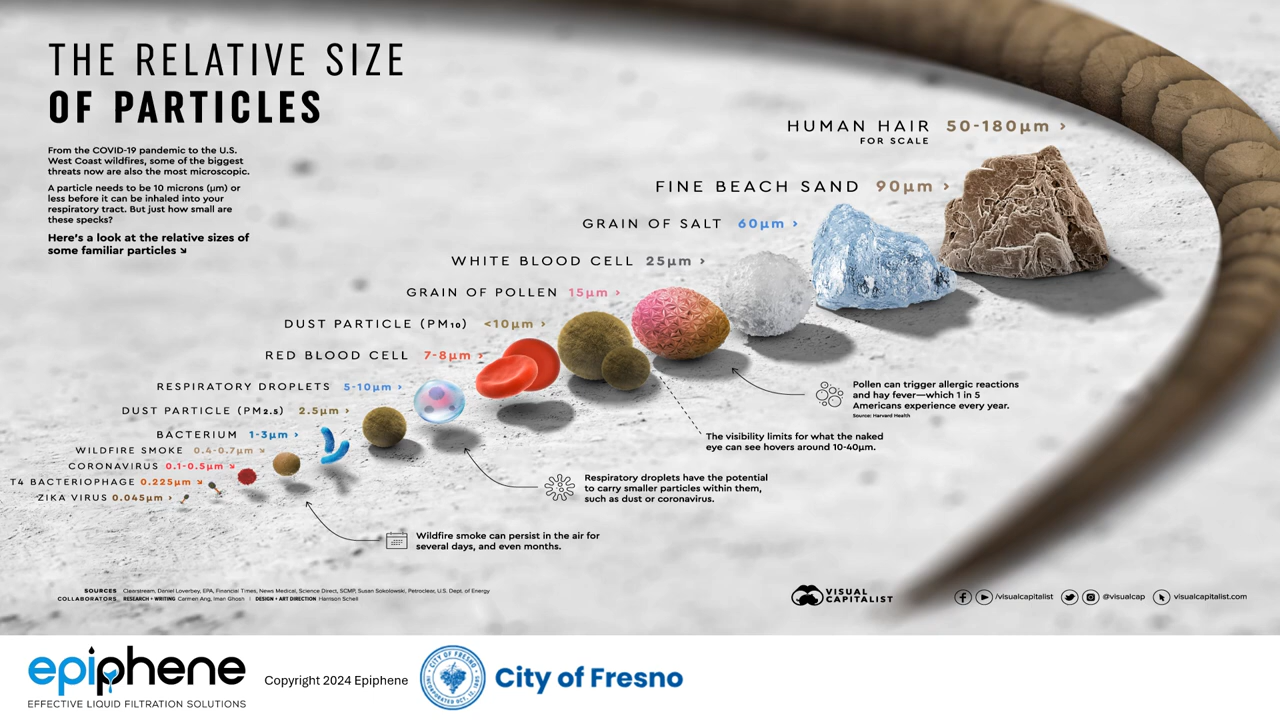 THE RELATIVE SIZE
OF PARTICLES
From the COVID-19 pandemic to the U.S.
West Coast wildfires, some of the biggest
threats now are also the most microscopic.
A particle needs to be 10 microns (µm) or
less before it can be inhaled into your
respiratory tract. But just how small are
these specks?
Here's a look at the relative sizes of
some familiar particles ↘
HUMAN HAIR 50-180µm ›
FOR SCALE
FINE BEACH SAND 90µm ›
GRAIN OF SALT 60µm ›
WHITE BLOOD CELL 25µm ›
GRAIN OF POLLEN 15µm ›
DUST PARTICLE (PM₁₀) <10µm ›
RED BLOOD CELL 7-8µm ›
RESPIRATORY DROPLETS 5-10µm ›
DUST PARTICLE (PM₂.₅) 2.5µm ›
BACTERIUM 1-3µm ›
WILDFIRE SMOKE 0.4-0.7µm ↘
CORONAVIRUS 0.1-0.5µm ↘
T4 BACTERIOPHAGE 0.225µm ↘
ZIKA VIRUS 0.045µm ›
Pollen can trigger allergic reactions
and hay fever—which 1 in 5
Americans experience every year.
Source: Harvard Health
The visibility limits for what the naked
eye can see hovers around 10-40µm.
Respiratory droplets have the potential
to carry smaller particles within them,
such as dust or coronavirus.
Wildfire smoke can persist in the air for
several days, and even months.
SOURCES Clearstream, Daniel Loverbey, EPA, Financial Times, News Medical, Science Direct, SCMP, Susan Sokolowski, Petroclear, U.S. Dept. of Energy
COLLABORATORS RESEARCH + WRITING Carmen Ang, Iman Ghosh | DESIGN + ART DIRECTION Harrison Schell
VISUAL
CAPITALIST
/visualcapitalist @visualcap visualcapitalist.com
epiphene
EFFECTIVE LIQUID FILTRATION SOLUTIONS
Copyright 2024 Epiphene
CITY OF FRESNO
City of Fresno